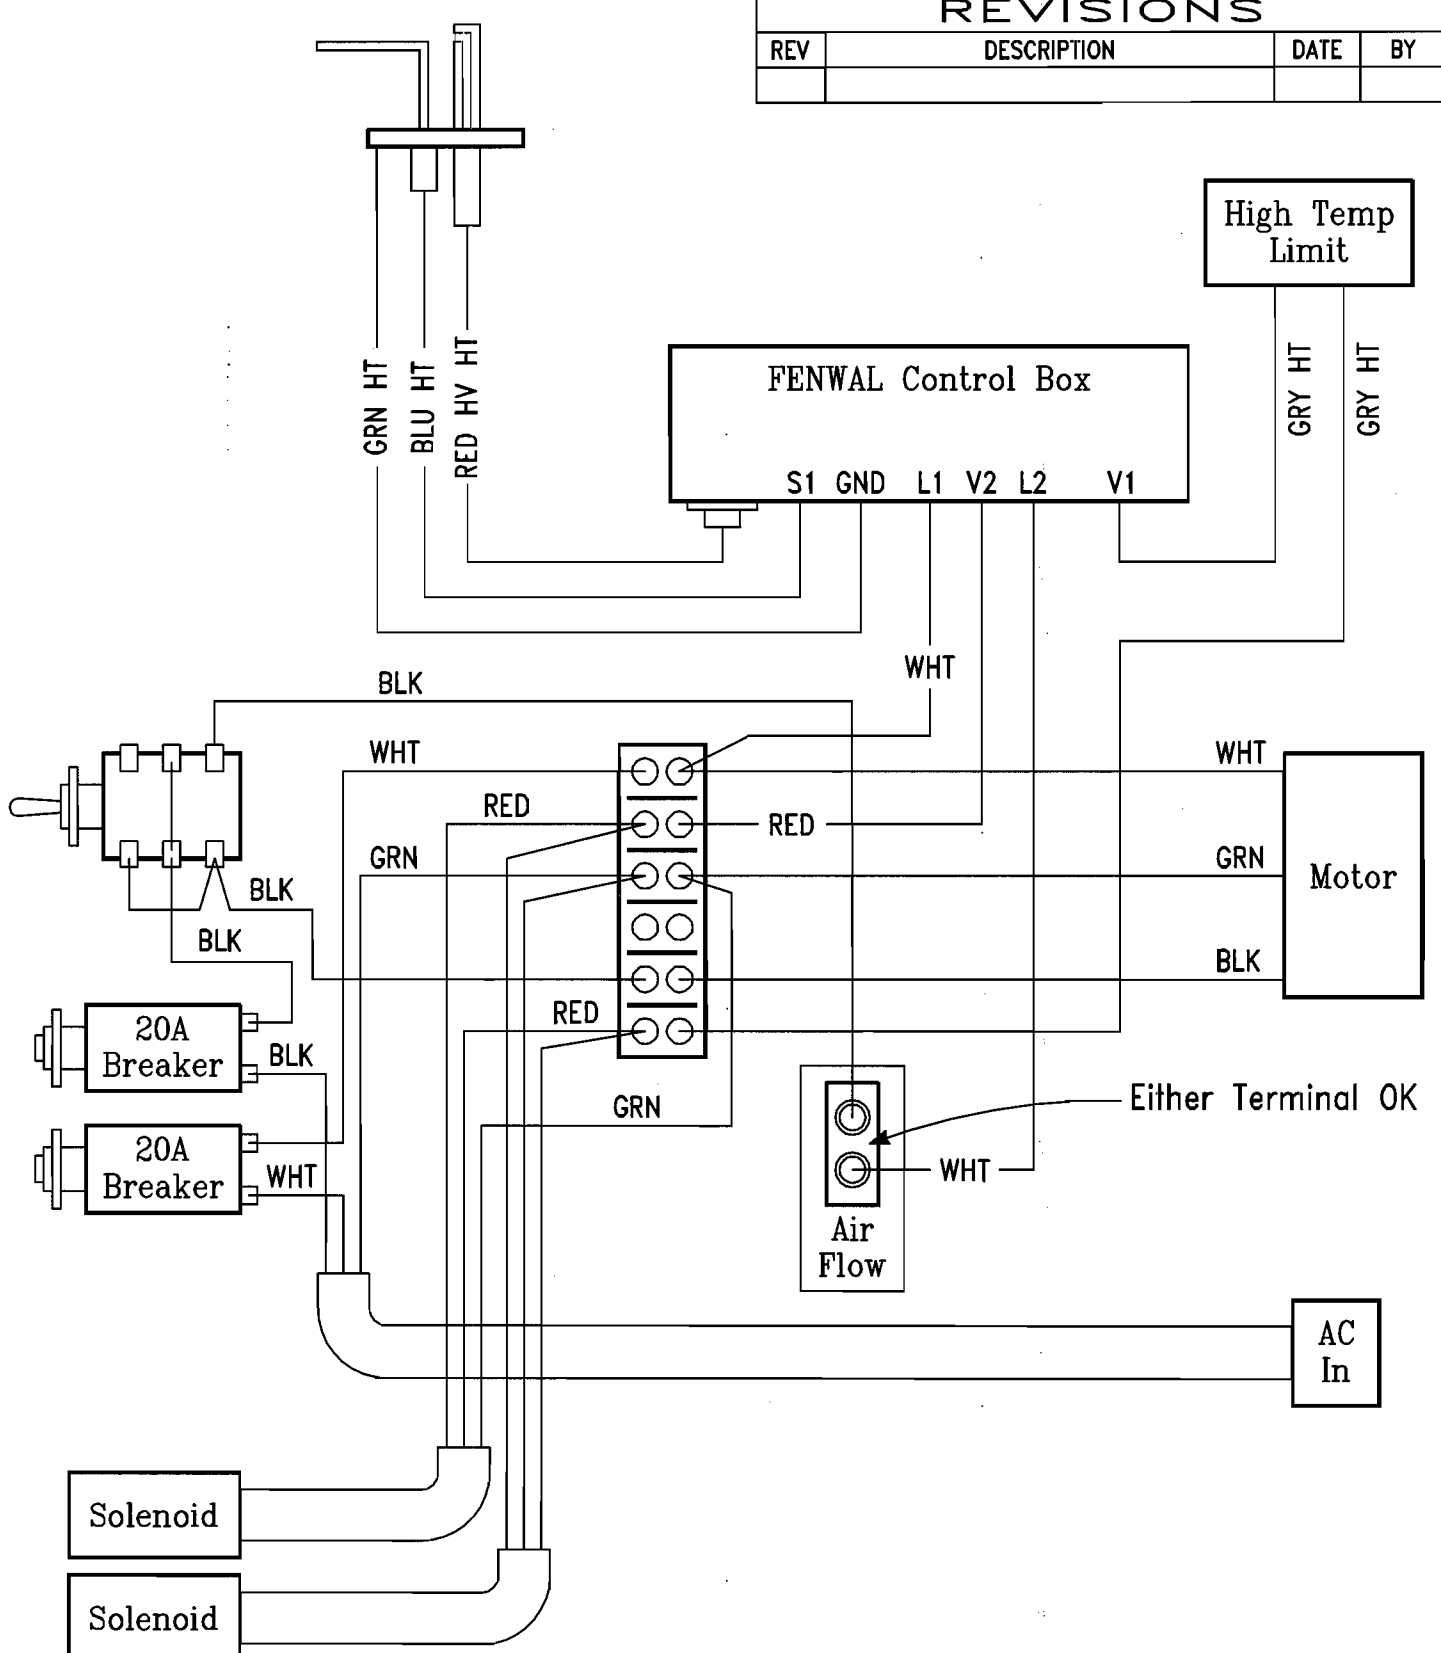 REVISIONS
REV DESCRIPTION DATE BY
High Temp
Limit
GRN HT
BLU HT
RED HV HT
GRY HT
GRY HT
FENWAL Control Box
S1 GND L1 V2 L2 V1
WHT
BLK
WHT
WHT
RED
RED
GRN
GRN
Motor
BLK
BLK
BLK
RED
20A
Breaker
BLK
GRN
Either Terminal OK
20A
Breaker
WHT
WHT
Air
Flow
AC
In
Solenoid
Solenoid